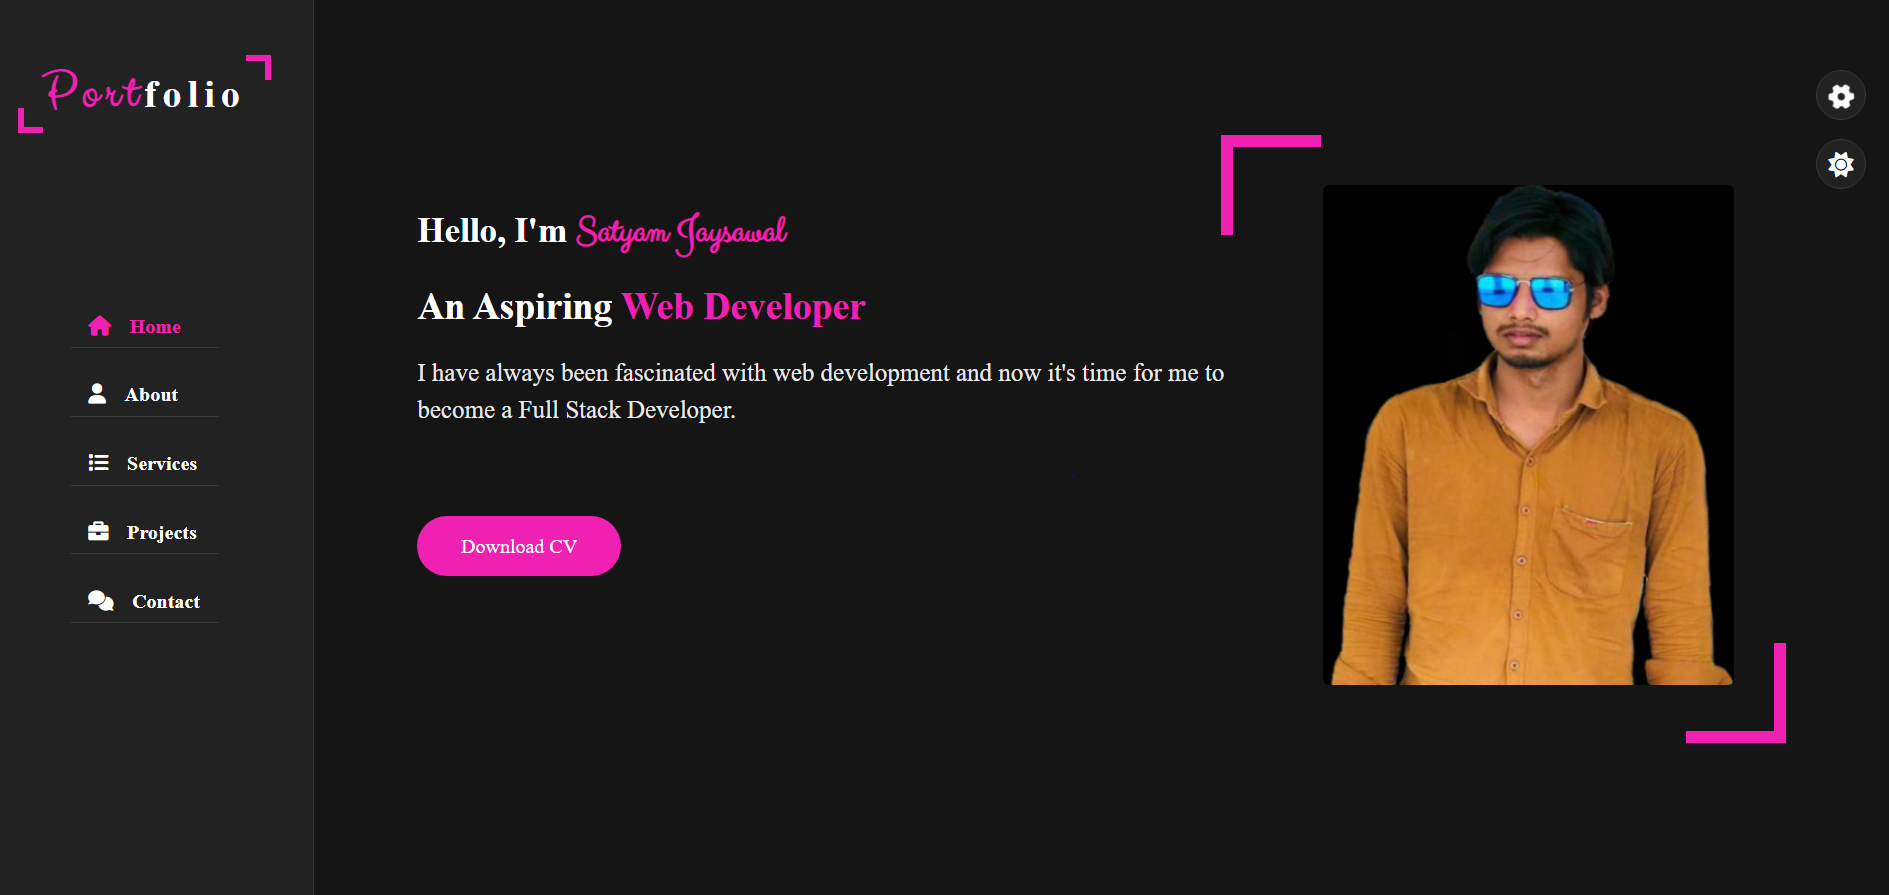 Portfolio
Home
About
Services
Projects
Contact
Hello, I'm Satyam Jaysawal
An Aspiring Web Developer
I have always been fascinated with web development and now it's time for me to
become a Full Stack Developer.
Download CV